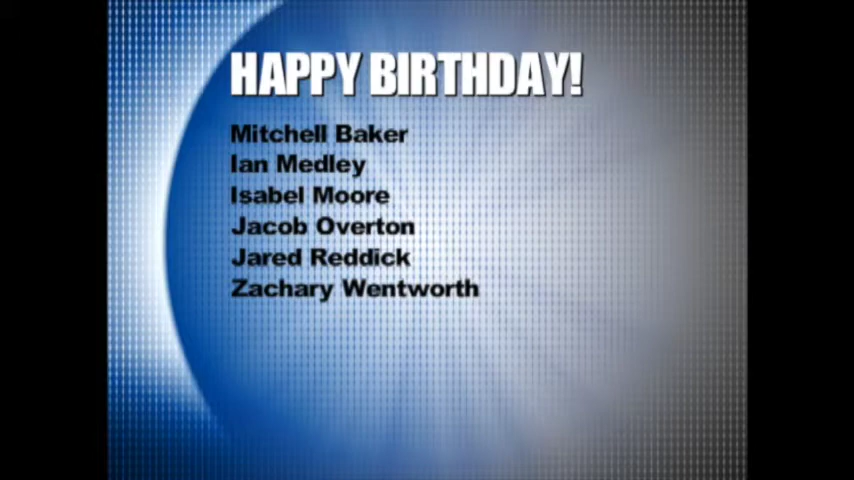 HAPPY BIRTHDAY!
Mitchell Baker
Ian Medley
Isabel Moore
Jacob Overton
Jared Reddick
Zachary Wentworth